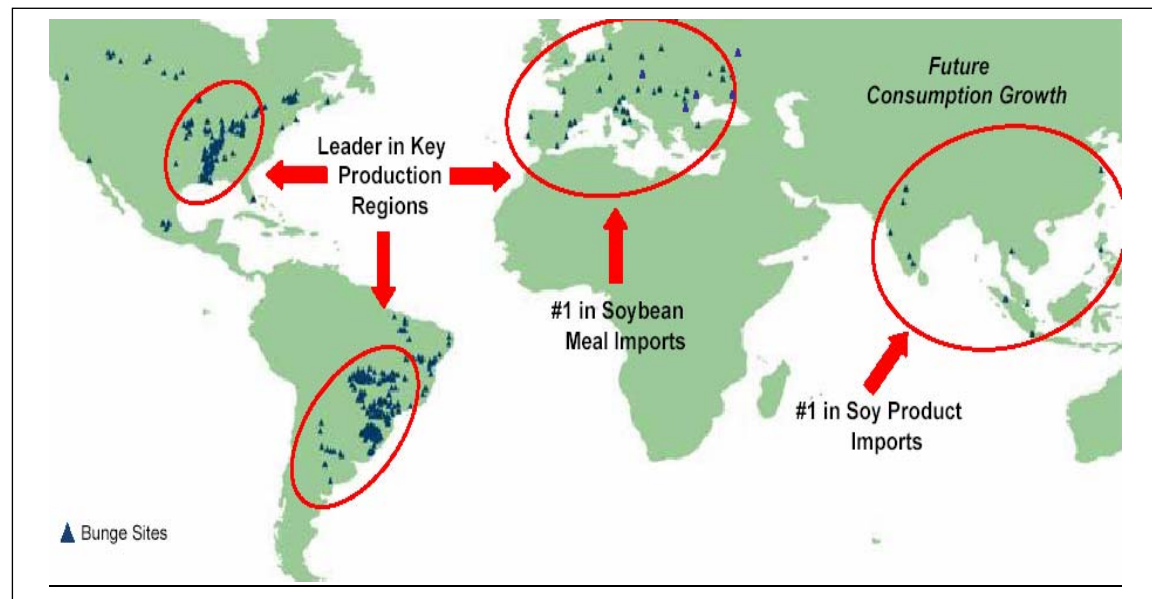 Future
Consumption Growth
Leader in Key
Production
Regions
#1 in Soybean
Meal Imports
#1 in Soy Product
Imports
Bunge Sites